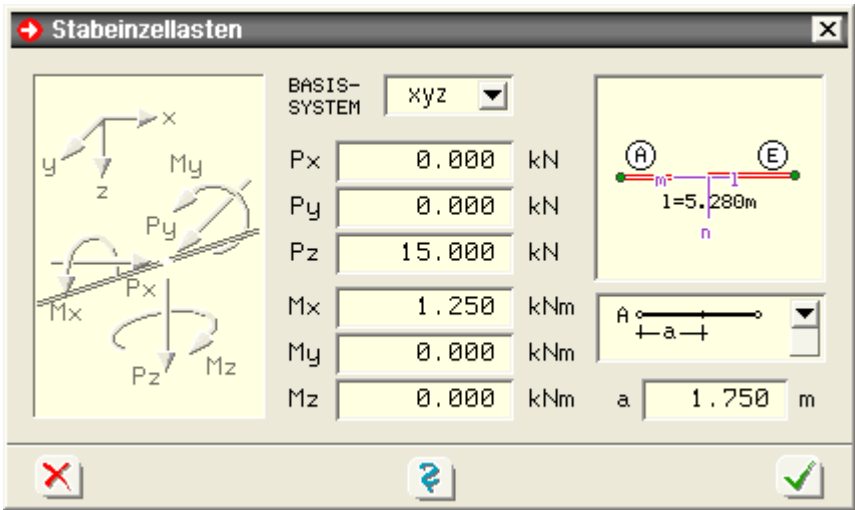 Stabeinzellasten
x
y
z
My
Py
Px
Mx
Pz
Mz
BASIS-
SYSTEM
xyz
Px 0.000 kN
Py 0.000 kN
Pz 15.000 kN
Mx 1.250 kNm
My 0.000 kNm
Mz 0.000 kNm
A E
m l
l=5.280m
n
A
a
a 1.750 m